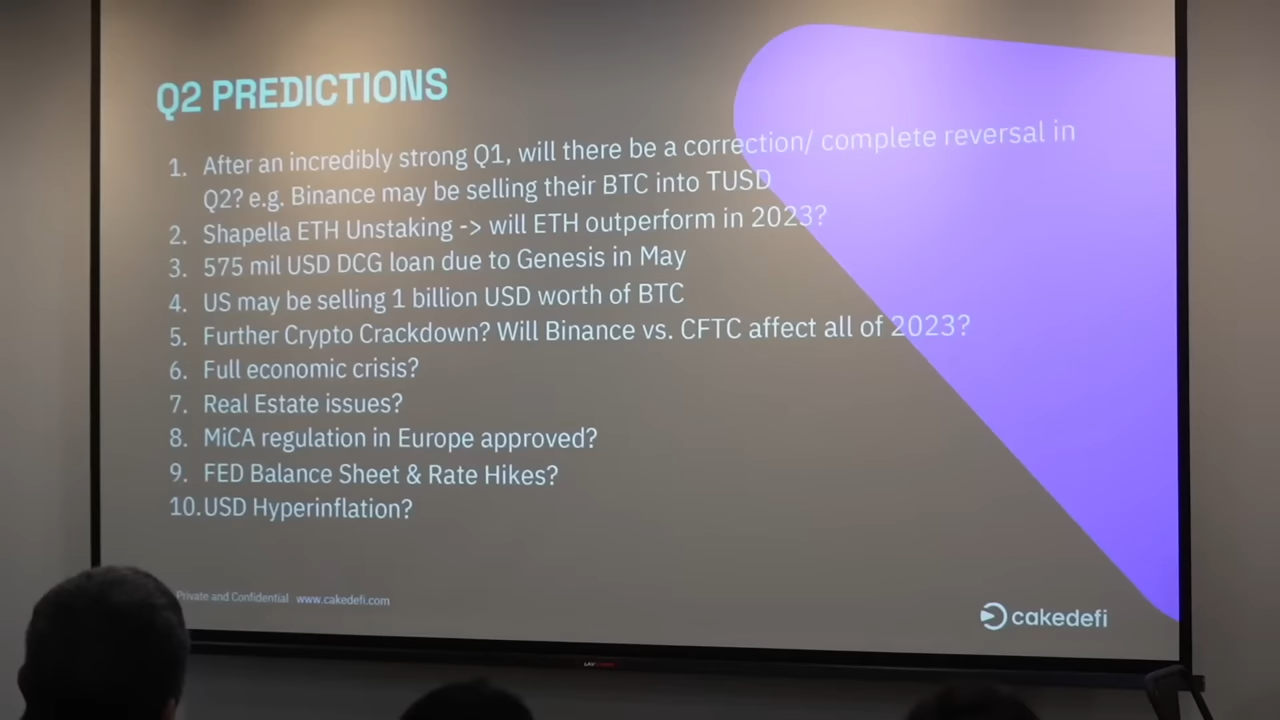 Q2 PREDICTIONS
1. After an incredibly strong Q1, will there be a correction/ complete reversal in
Q2? e.g. Binance may be selling their BTC into TUSD
2. Shapella ETH Unstaking -> will ETH outperform in 2023?
3. 575 mil USD DCG loan due to Genesis in May
4. US may be selling 1 billion USD worth of BTC
5. Further Crypto Crackdown? Will Binance vs. CFTC affect all of 2023?
6. Full economic crisis?
7. Real Estate issues?
8. MiCA regulation in Europe approved?
9. FED Balance Sheet & Rate Hikes?
10. USD Hyperinflation?
Private and Confidential www.cakedefi.com
cakedefi